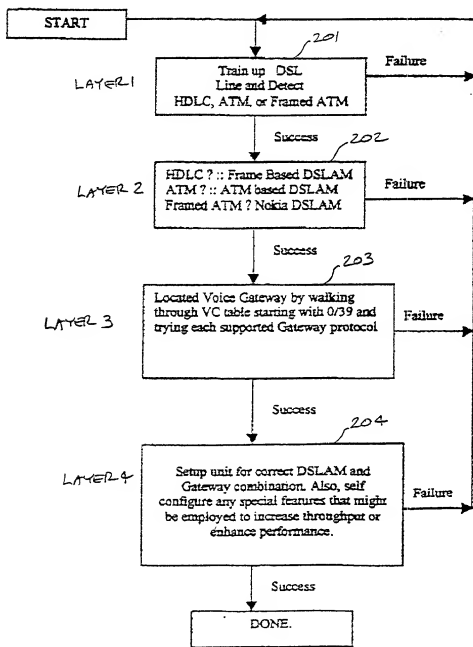 START
201
LAYER 1
Train up DSL
Line and Detect
HDLC, ATM, or Framed ATM
Failure
Success
202
LAYER 2
HDLC ? :: Frame Based DSLAM
ATM ? :: ATM based DSLAM
Framed ATM ? Nokia DSLAM
Failure
Success
203
LAYER 3
Located Voice Gateway by walking
through VC table starting with 0/39 and
trying each supported Gateway protocol
Failure
Success
204
LAYER 4
Setup unit for correct DSLAM and
Gateway combination. Also, self
configure any special features that might
be employed to increase throughput or
enhance performance.
Failure
Success
DONE.